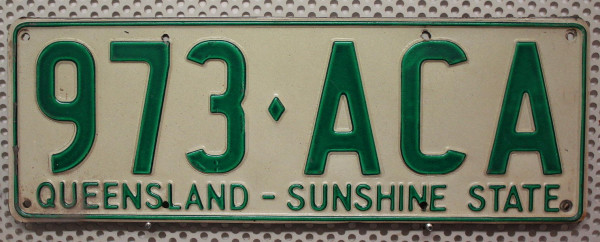 973♦ACA
QUEENSLAND - SUNSHINE STATE